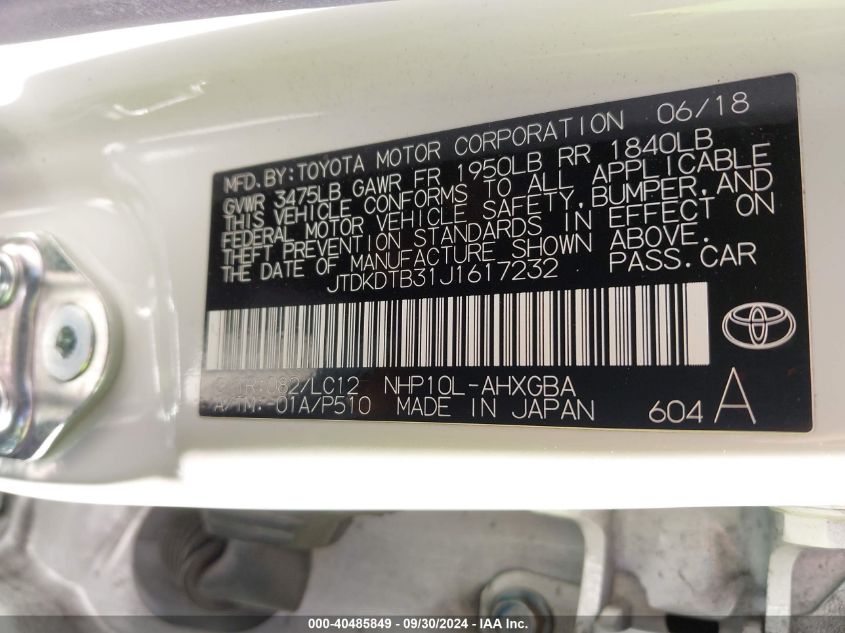 MFD.BY:TOYOTA MOTOR CORPORATION 06/18
GVWR 3475LB GAWR FR 1950LB RR 1840LB
THIS VEHICLE CONFORMS TO ALL APPLICABLE
FEDERAL MOTOR VEHICLE SAFETY,BUMPER,AND
THEFT PREVENTION STANDARDS IN EFFECT ON
THE DATE OF MANUFACTURE SHOWN ABOVE.
JTDKDTB31J1617232 PASS.CAR
C/TR:082/LC12 NHP10L-AHXGBA
A/TM:-01A/P510 MADE IN JAPAN 604 A
000-40485849 / 09/30/2024 - IAA Inc.